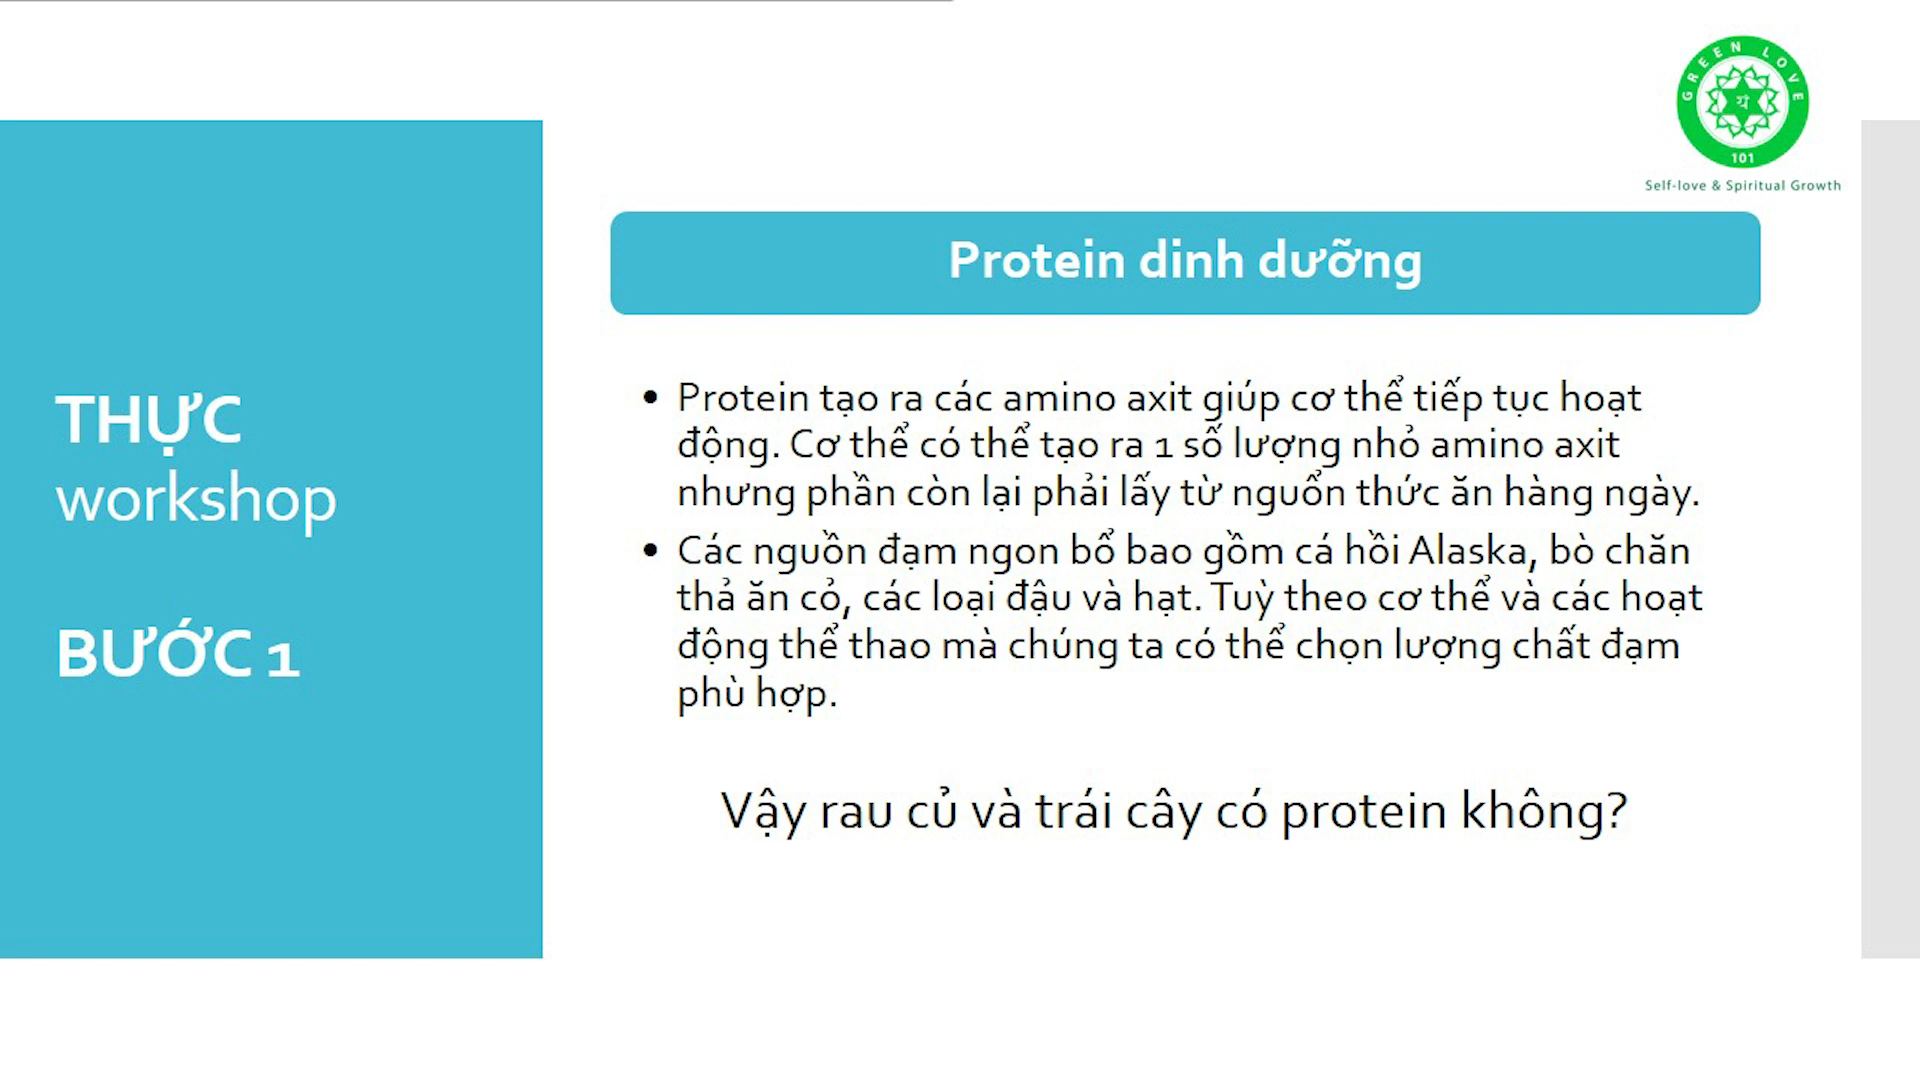 GREEN LOVE
101
Self-love & Spiritual Growth
THỰC
workshop
BƯỚC 1
Protein dinh dưỡng
• Protein tạo ra các amino axit giúp cơ thể tiếp tục hoạt
động. Cơ thể có thể tạo ra 1 số lượng nhỏ amino axit
nhưng phần còn lại phải lấy từ nguồn thức ăn hàng ngày.
• Các nguồn đạm ngon bổ bao gồm cá hồi Alaska, bò chăn
thả ăn cỏ, các loại đậu và hạt. Tuỳ theo cơ thể và các hoạt
động thể thao mà chúng ta có thể chọn lượng chất đạm
phù hợp.
Vậy rau củ và trái cây có protein không?